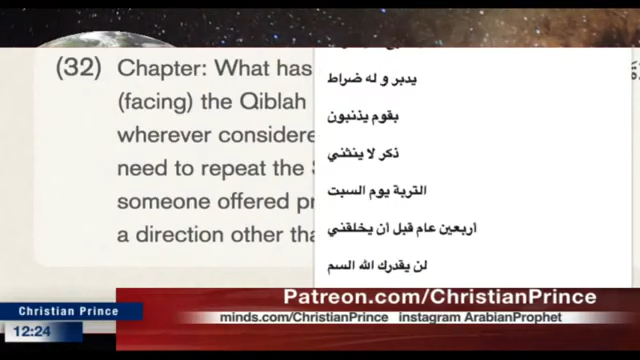 (32) Chapter: What has
(facing) the Qiblah
wherever considere
need to repeat the
someone offered pr
a direction other tha
يدبر و له ضراط
بقوم يذنبون
ذكر لا ينثني
التربة يوم السبت
أربعين عام قبل أن يخلقني
لن يقدرك الله السم
Patreon.com/ChristianPrince
Christian Prince
12:24
minds.com/ChristianPrince instagram ArabianProphet